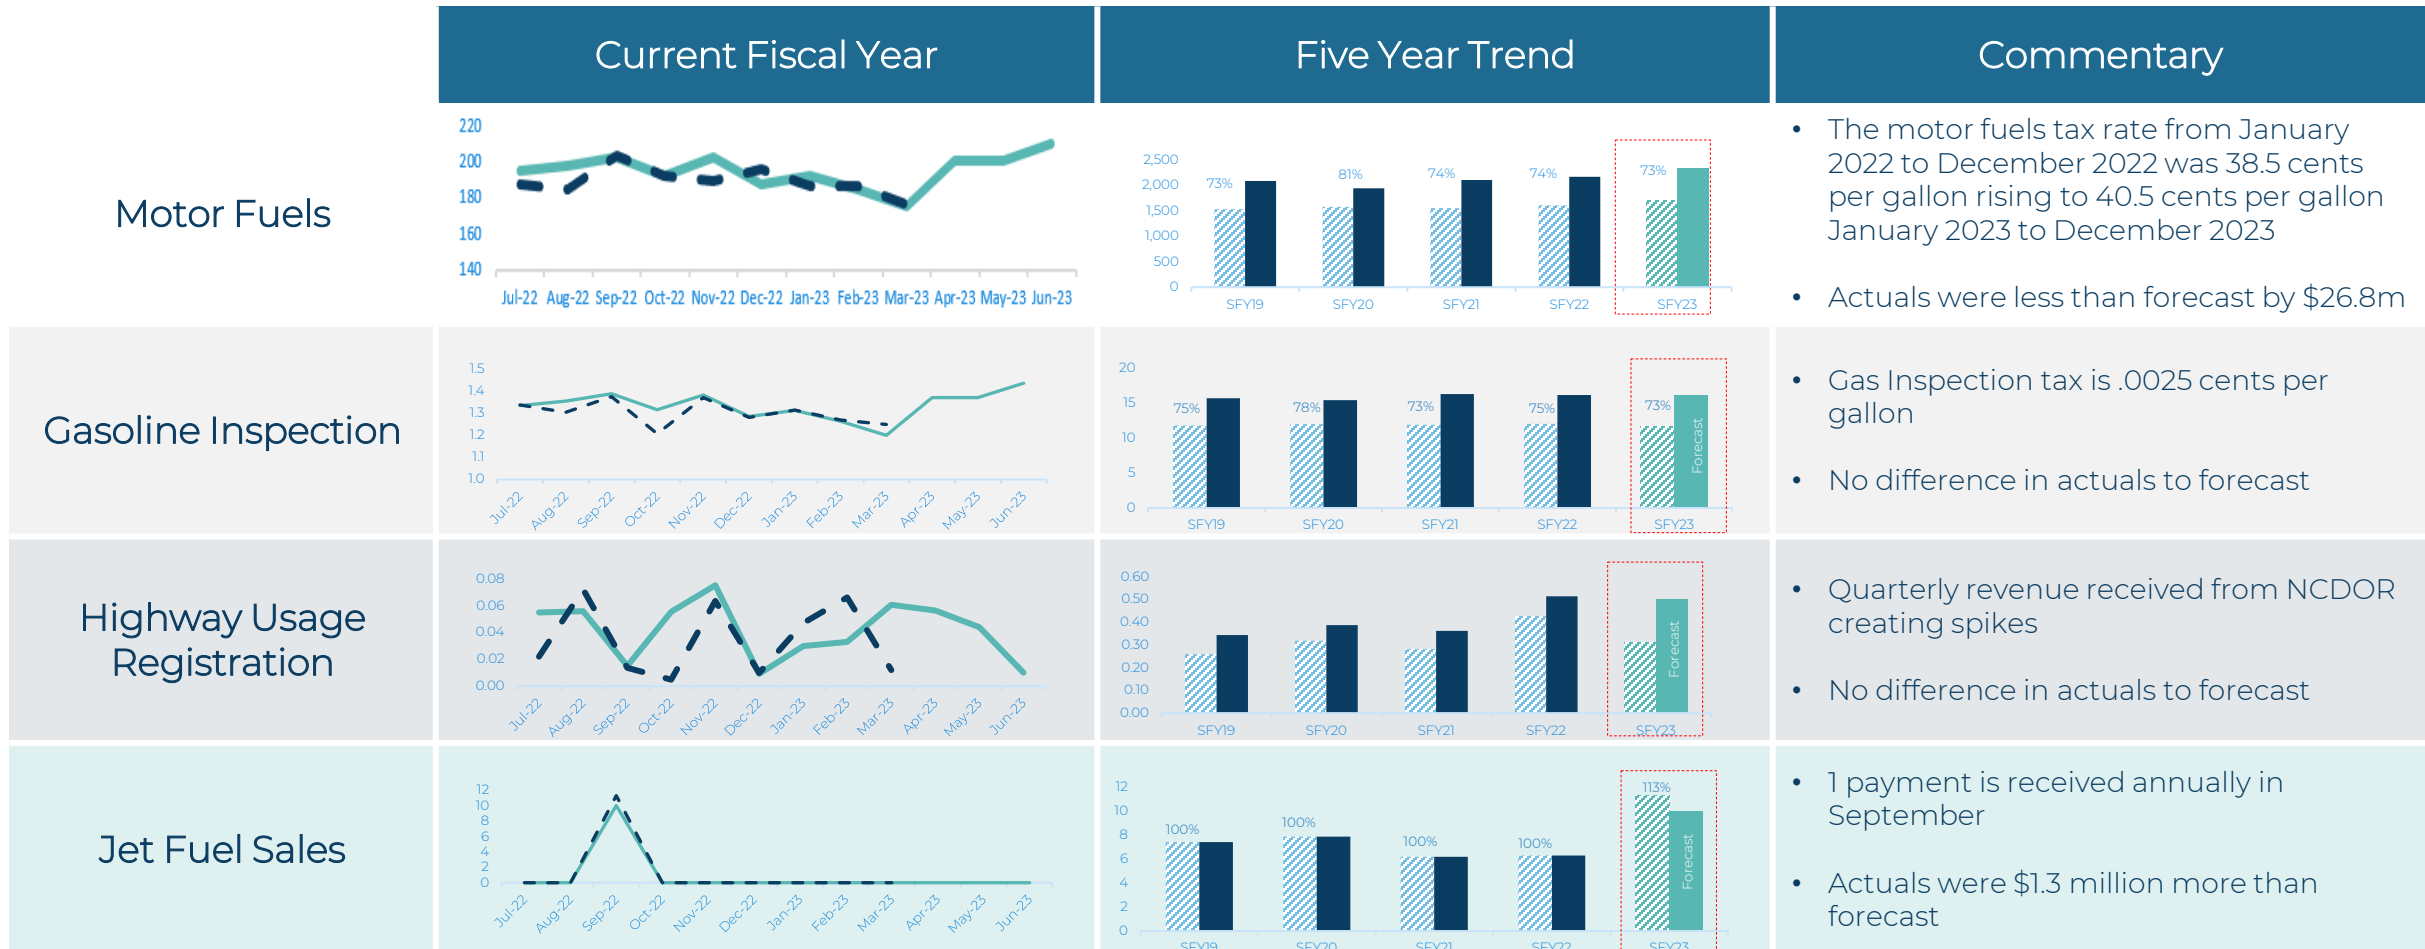 Current Fiscal Year
Five Year Trend
Commentary
Motor Fuels
220
200
180
160
140
Jul-22 Aug-22 Sep-22 Oct-22 Nov-22 Dec-22 Jan-23 Feb-23 Mar-23 Apr-23 May-23 Jun-23
2,500
2,000
1,500
1,000
500
0
73%
81%
74%
74%
73%
SFY19 SFY20 SFY21 SFY22 SFY23
• The motor fuels tax rate from January
2022 to December 2022 was 38.5 cents
per gallon rising to 40.5 cents per gallon
January 2023 to December 2023
• Actuals were less than forecast by $26.8m
Gasoline Inspection
1.5
1.4
1.3
1.2
1.1
1.0
Jul-22 Aug-22 Sep-22 Oct-22 Nov-22 Dec-22 Jan-23 Feb-23 Mar-23 Apr-23 May-23 Jun-23
20
15
10
5
0
75%
78%
73%
75%
73%
Forecast
SFY19 SFY20 SFY21 SFY22 SFY23
• Gas Inspection tax is .0025 cents per
gallon
• No difference in actuals to forecast
Highway Usage
Registration
0.08
0.06
0.04
0.02
0.00
Jul-22 Aug-22 Sep-22 Oct-22 Nov-22 Dec-22 Jan-23 Feb-23 Mar-23 Apr-23 May-23 Jun-23
0.60
0.50
0.40
0.30
0.20
0.10
0.00
Forecast
SFY19 SFY20 SFY21 SFY22 SFY23
• Quarterly revenue received from NCDOR
creating spikes
• No difference in actuals to forecast
Jet Fuel Sales
12
10
8
6
4
2
0
Jul-22 Aug-22 Sep-22 Oct-22 Nov-22 Dec-22 Jan-23 Feb-23 Mar-23 Apr-23 May-23 Jun-23
12
10
8
6
4
2
0
100%
100%
100%
100%
113%
Forecast
SFY19 SFY20 SFY21 SFY22 SFY23
• 1 payment is received annually in
September
• Actuals were $1.3 million more than
forecast